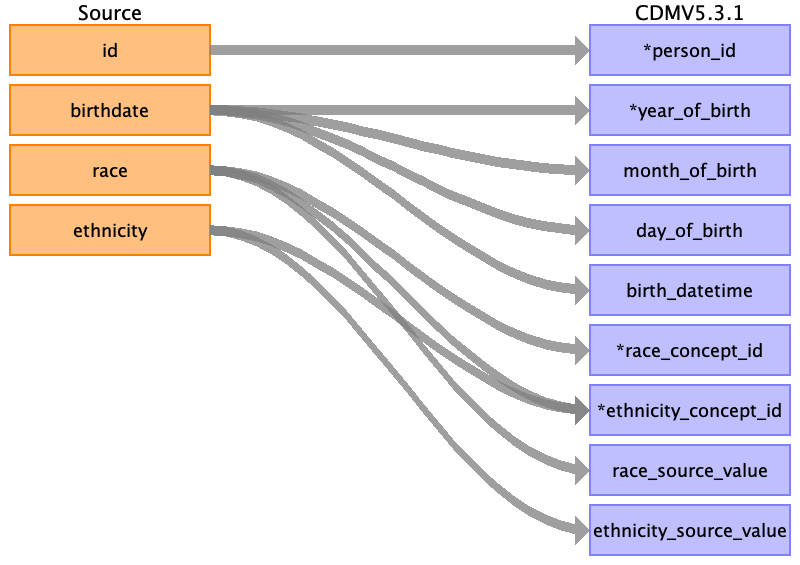 Source CDMV5.3.1
id *person_id
birthdate *year_of_birth
race month_of_birth
ethnicity day_of_birth
birth_datetime
*race_concept_id
*ethnicity_concept_id
race_source_value
ethnicity_source_value